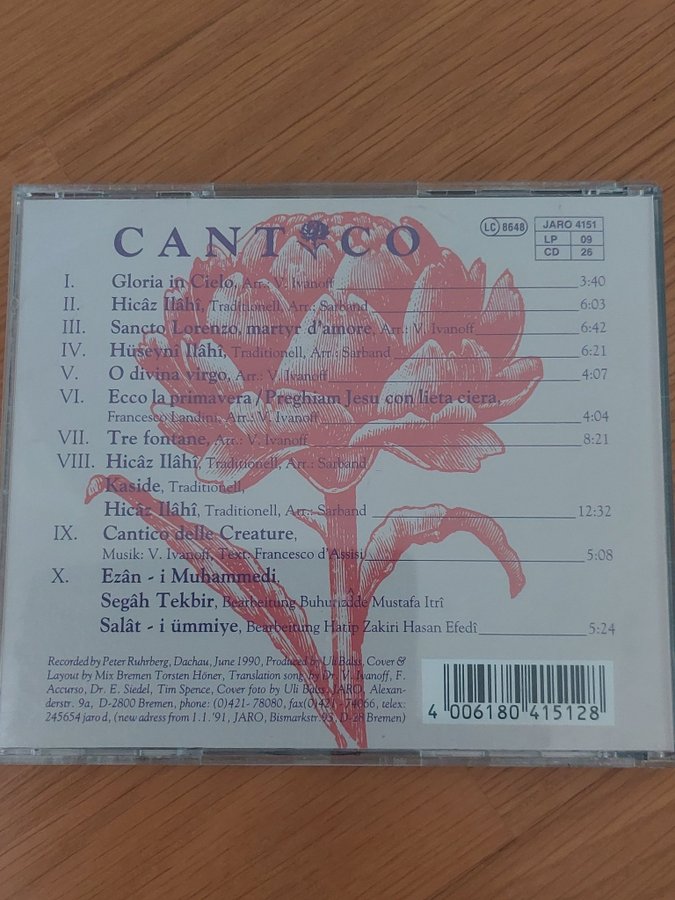 CANTICO
LC 8648
JARO 4151
LP 09
CD 26
I. Gloria in Cielo, Arr.: V. Ivanoff 3:40
II. Hicâz Ilâhî, Traditionell, Arr.: Sarband 6:03
III. Sancto Lorenzo, martyr d'amore, Arr.: V. Ivanoff 6:42
IV. Hüseyni Ilâhî, Traditionell, Arr.: Sarband 6:21
V. O divina virgo, Arr.: V. Ivanoff 4:07
VI. Ecco la primavera/Preghiam Jesu con lieta ciera,
Francesco Landini, Arr.: V. Ivanoff 4:04
VII. Tre fontane, Arr.: V. Ivanoff 8:21
VIII. Hicâz Ilâhî, Traditionell, Arr.: Sarband
Kaside, Traditionell,
Hicâz Ilâhî, Traditionell, Arr.: Sarband 12:32
IX. Cantico delle Creature,
Musik: V. Ivanoff, Text: Francesco d'Assisi 5:08
X. Ezân - i Muhammedi,
Segâh Tekbir, Bearbeitung Buhurizdde Mustafa Itrî
Salât - i ümmiye, Bearbeitung Hatip Zakiri Hasan Efedî 5:24
Recorded by Peter Ruhrberg, Dachau, June 1990, Produced by Uli Balss, Cover &
Layout by Mix Bremen Torsten Höner, Translation song by Dr. V. Ivanoff, F.
Accurso, Dr. E. Siedel, Tim Spence, Cover foto by Uli Balss, JARO, Alexan-
derstr. 9a, D-2800 Bremen, phone: (0)421- 78080, fax(0)421 - 74066, telex:
245654 jaro d, (new adress from 1.1.'91, JARO, Bismarkstr. 93, D-28 Bremen)
4 006180 415128